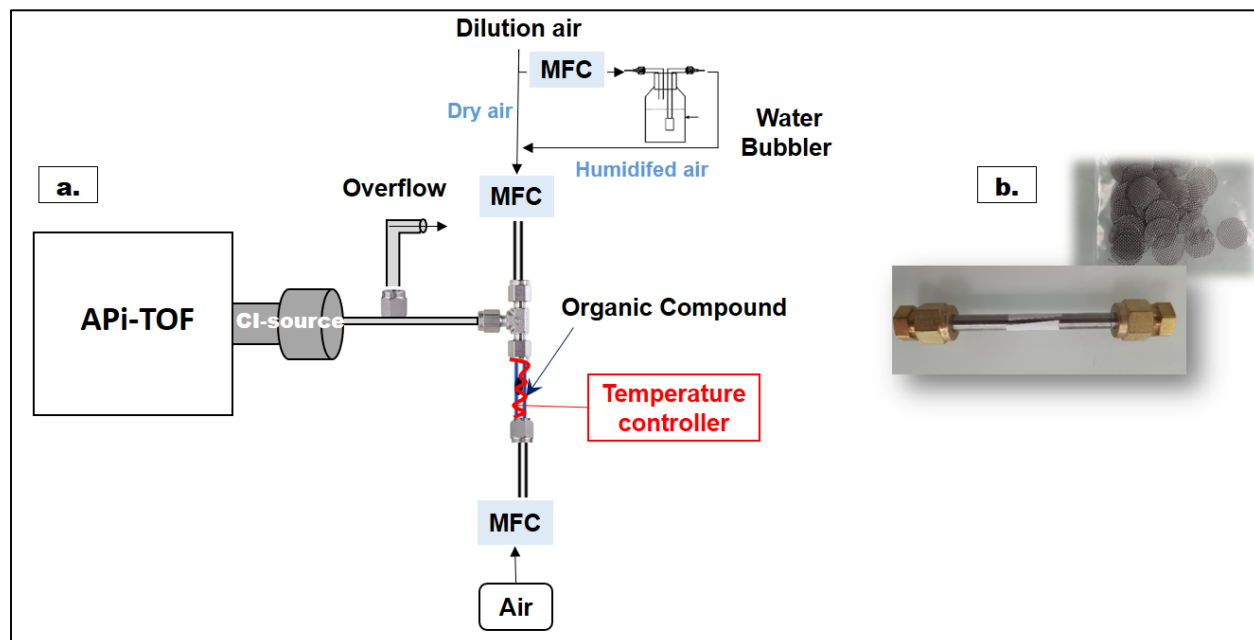 Dilution air
MFC
Dry air
Water
Bubbler
Humidifed air
a.
Overflow
MFC
b.
APi-TOF
CI-source
Organic Compound
Temperature
controller
MFC
Air